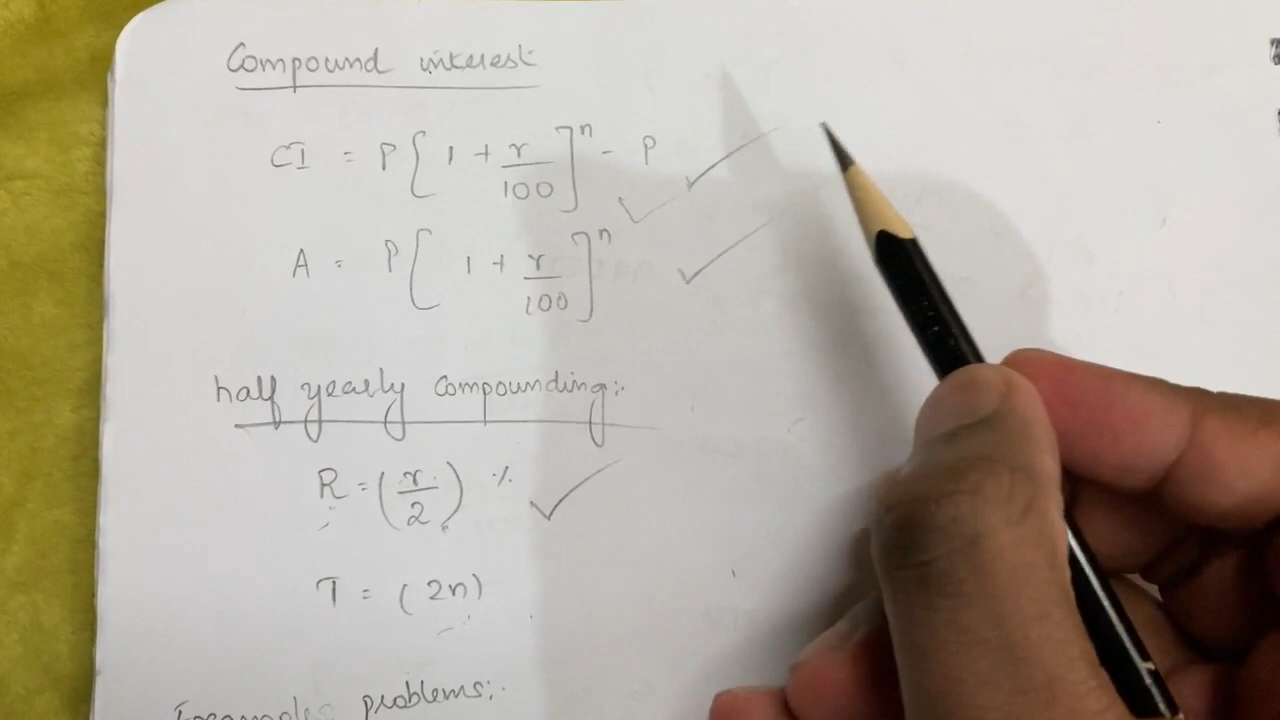 Compound interest
CI = P[1 + r/100]^n - P
A = P[1 + r/100]^n
half yearly Compounding:.
R = (r/2) %
T = (2n)
problems:.